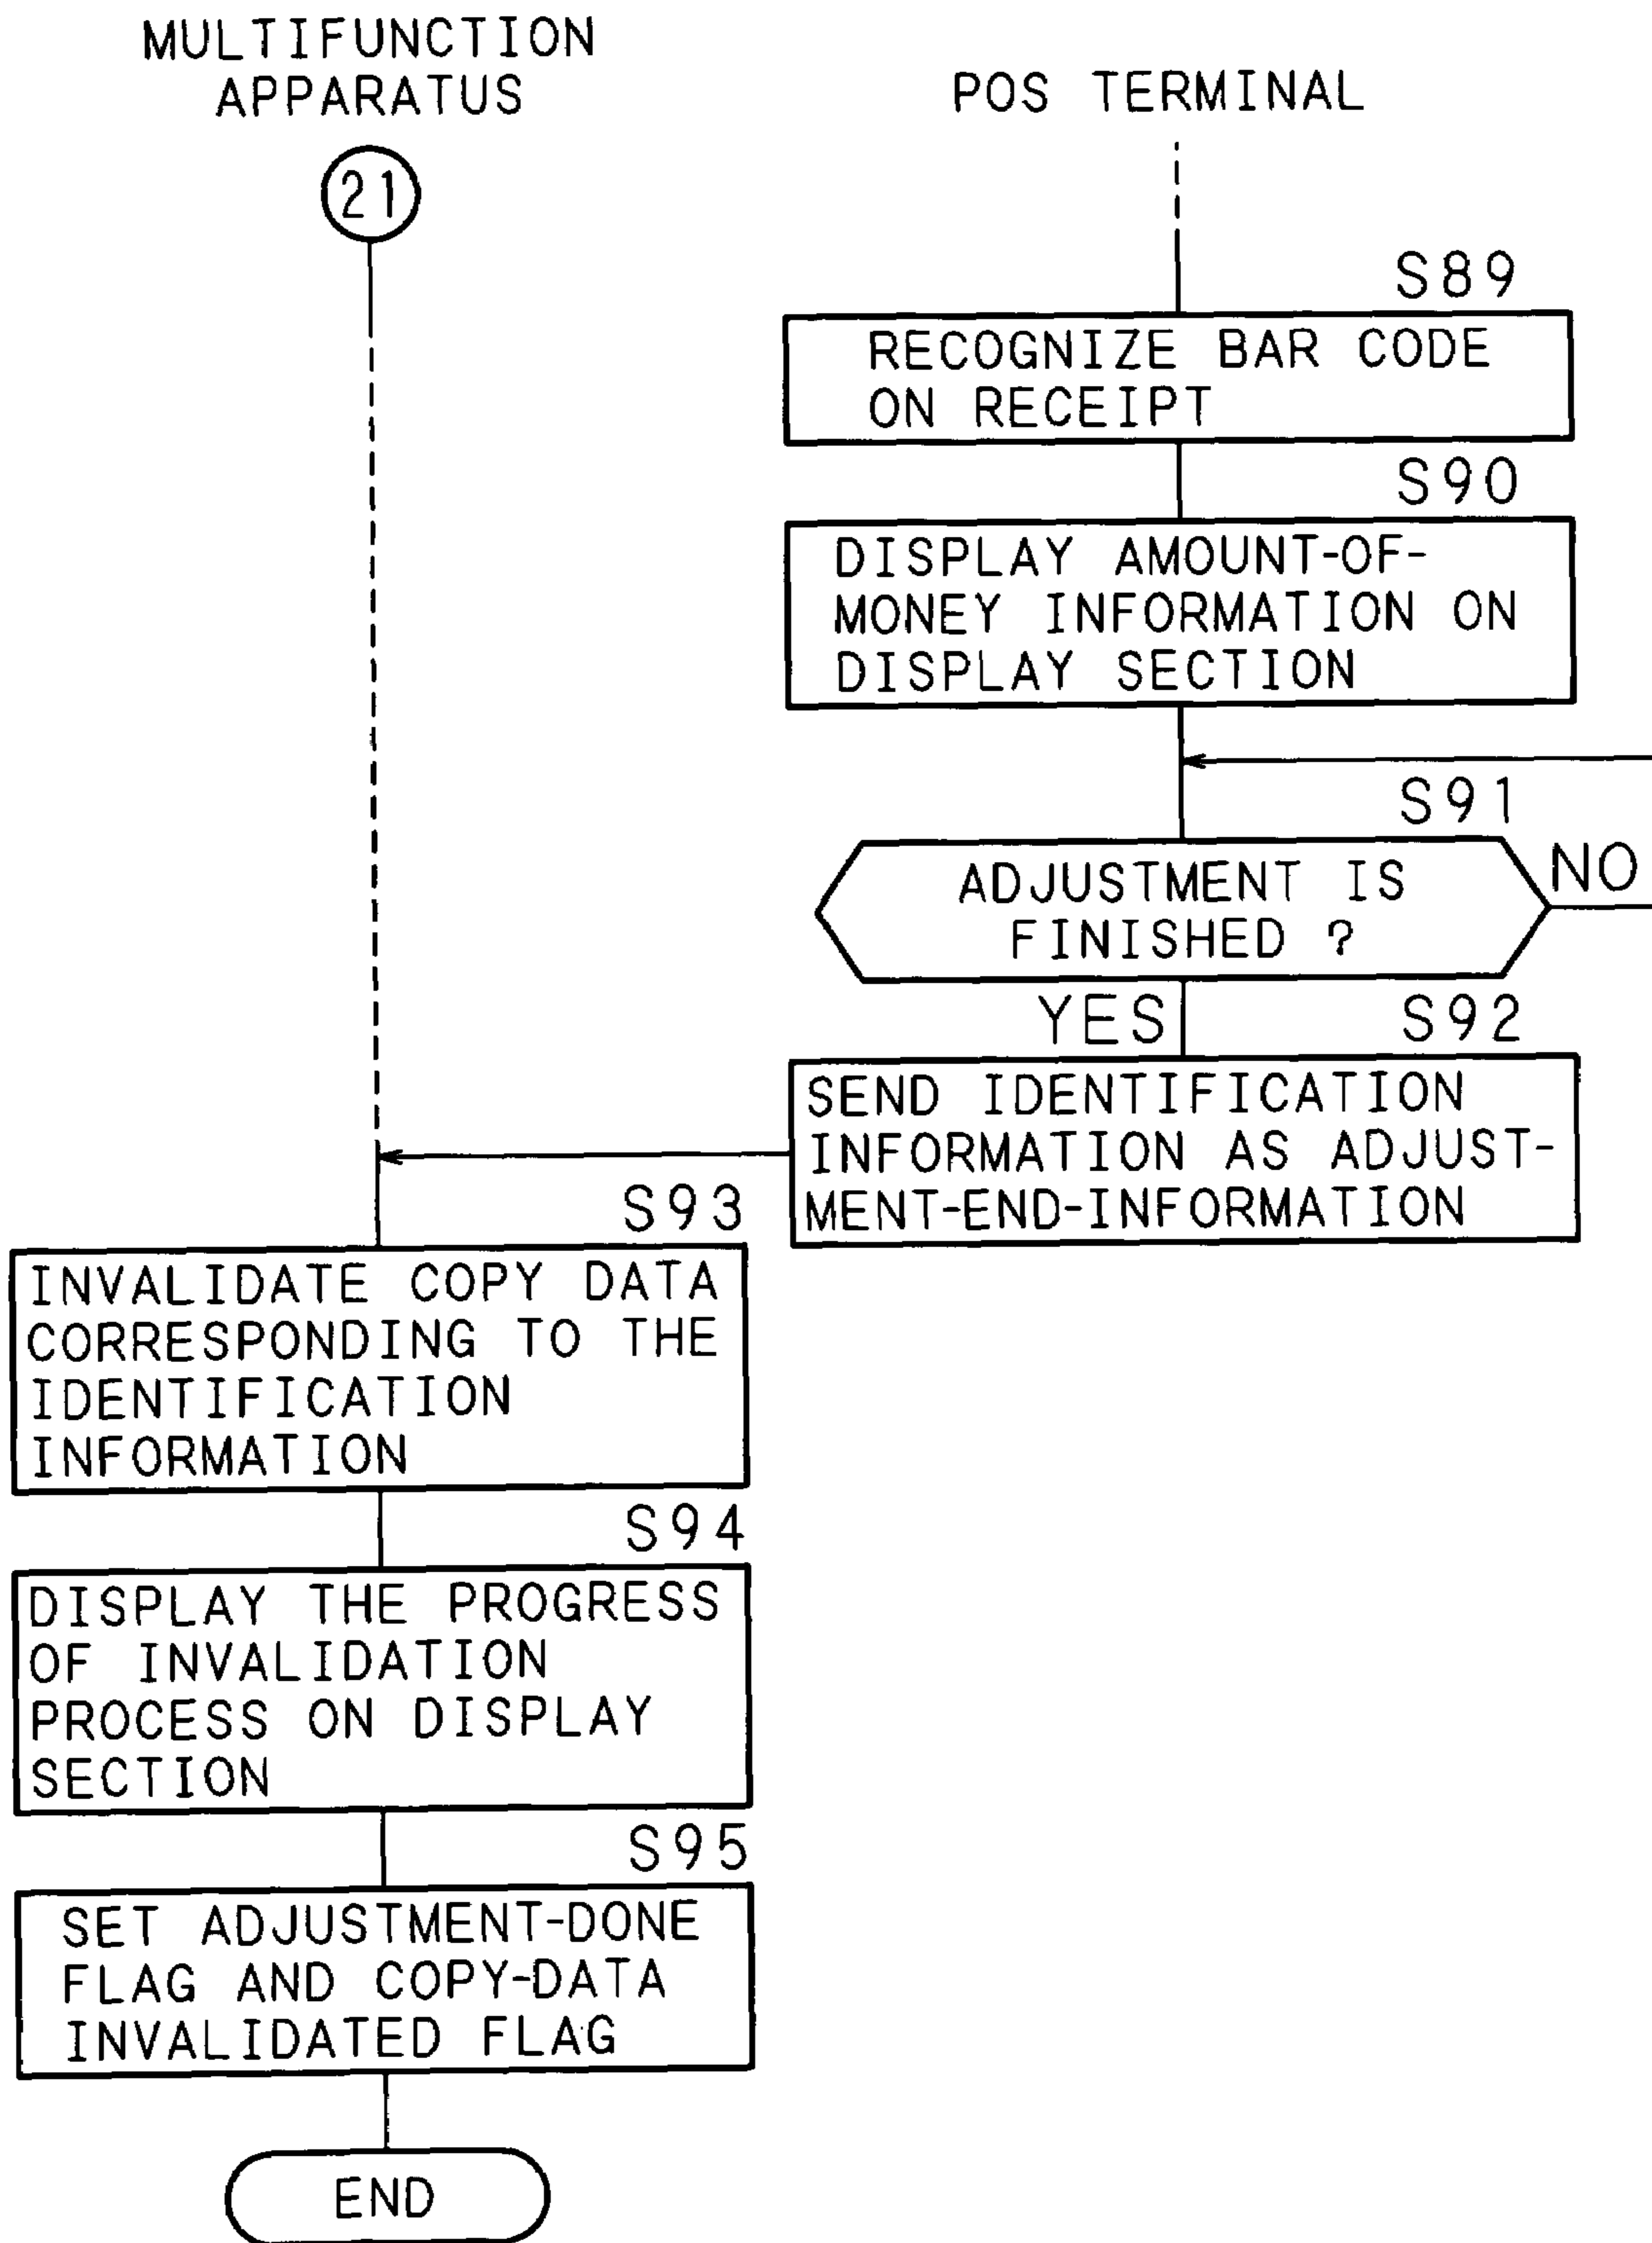 MULTIFUNCTION
APPARATUS
21
POS TERMINAL
S89
RECOGNIZE BAR CODE
ON RECEIPT
S90
DISPLAY AMOUNT-OF-
MONEY INFORMATION ON
DISPLAY SECTION
S91
ADJUSTMENT IS
FINISHED ?
NO
YES
S92
SEND IDENTIFICATION
INFORMATION AS ADJUST-
MENT-END-INFORMATION
S93
INVALIDATE COPY DATA
CORRESPONDING TO THE
IDENTIFICATION
INFORMATION
S94
DISPLAY THE PROGRESS
OF INVALIDATION
PROCESS ON DISPLAY
SECTION
S95
SET ADJUSTMENT-DONE
FLAG AND COPY-DATA
INVALIDATED FLAG
END